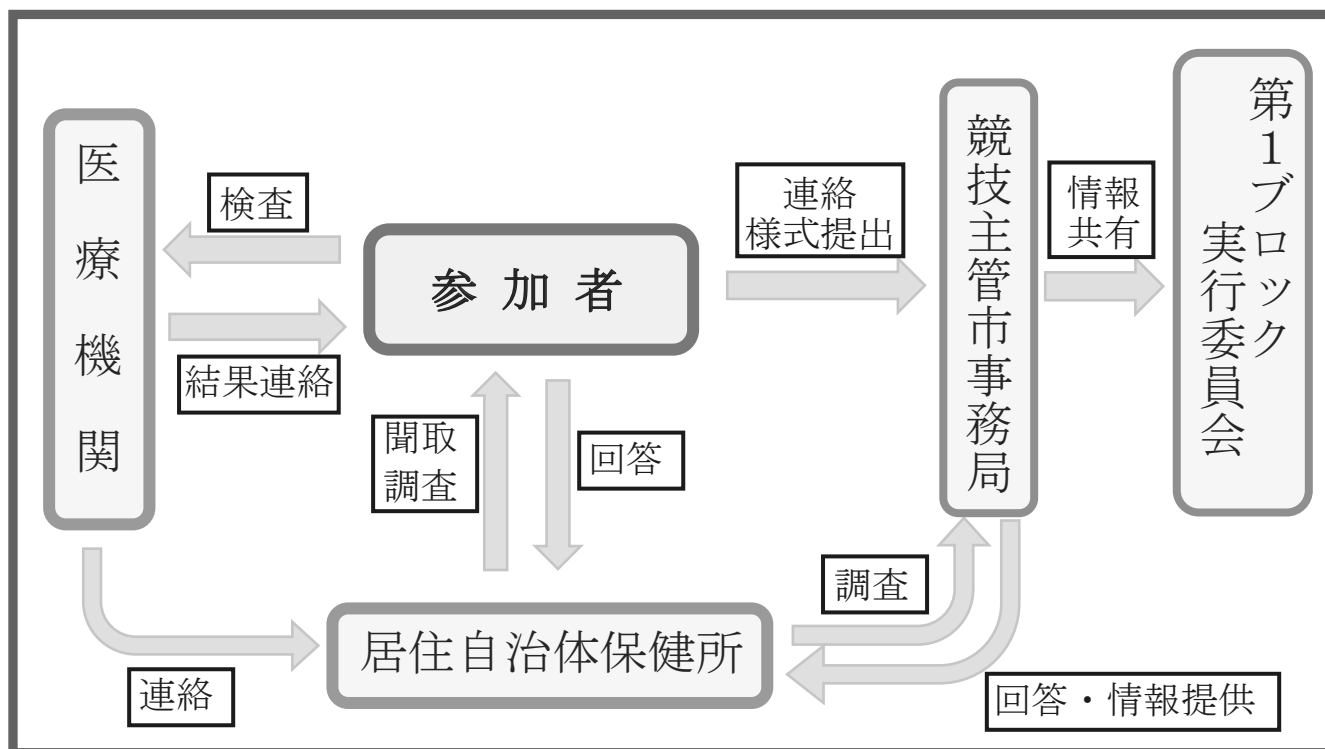 医療機関
検査
結果連絡
参加者
連絡
様式提出
競技主管市事務局
情報
共有
第１ブロック
実行委員会
聞取
調査
回答
連絡
居住自治体保健所
調査
回答・情報提供